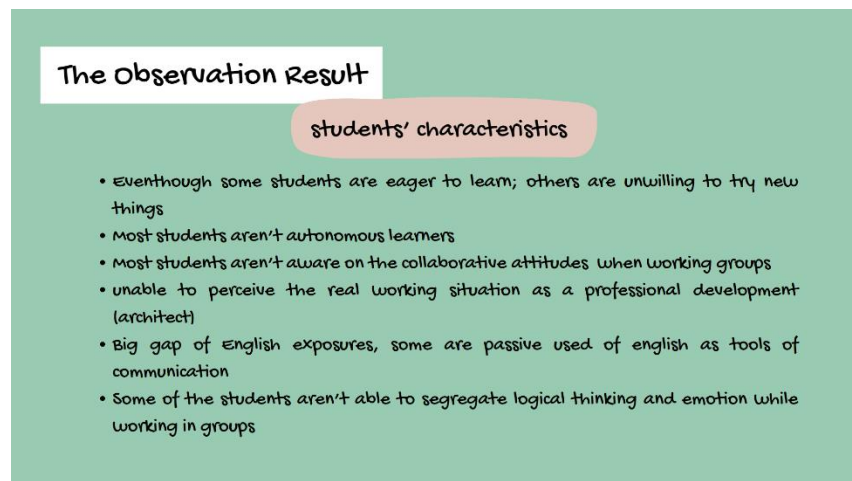 The Observation Result
students' characteristics
• Eventhough some students are eager to learn; others are unwilling to try new
things
• Most students aren't autonomous learners
• Most students aren't aware on the collaborative attitudes when working groups
• unable to perceive the real working situation as a professional development
(architect)
• Big gap of English exposures, some are passive used of english as tools of
communication
• Some of the students aren't able to segregate logical thinking and emotion while
working in groups